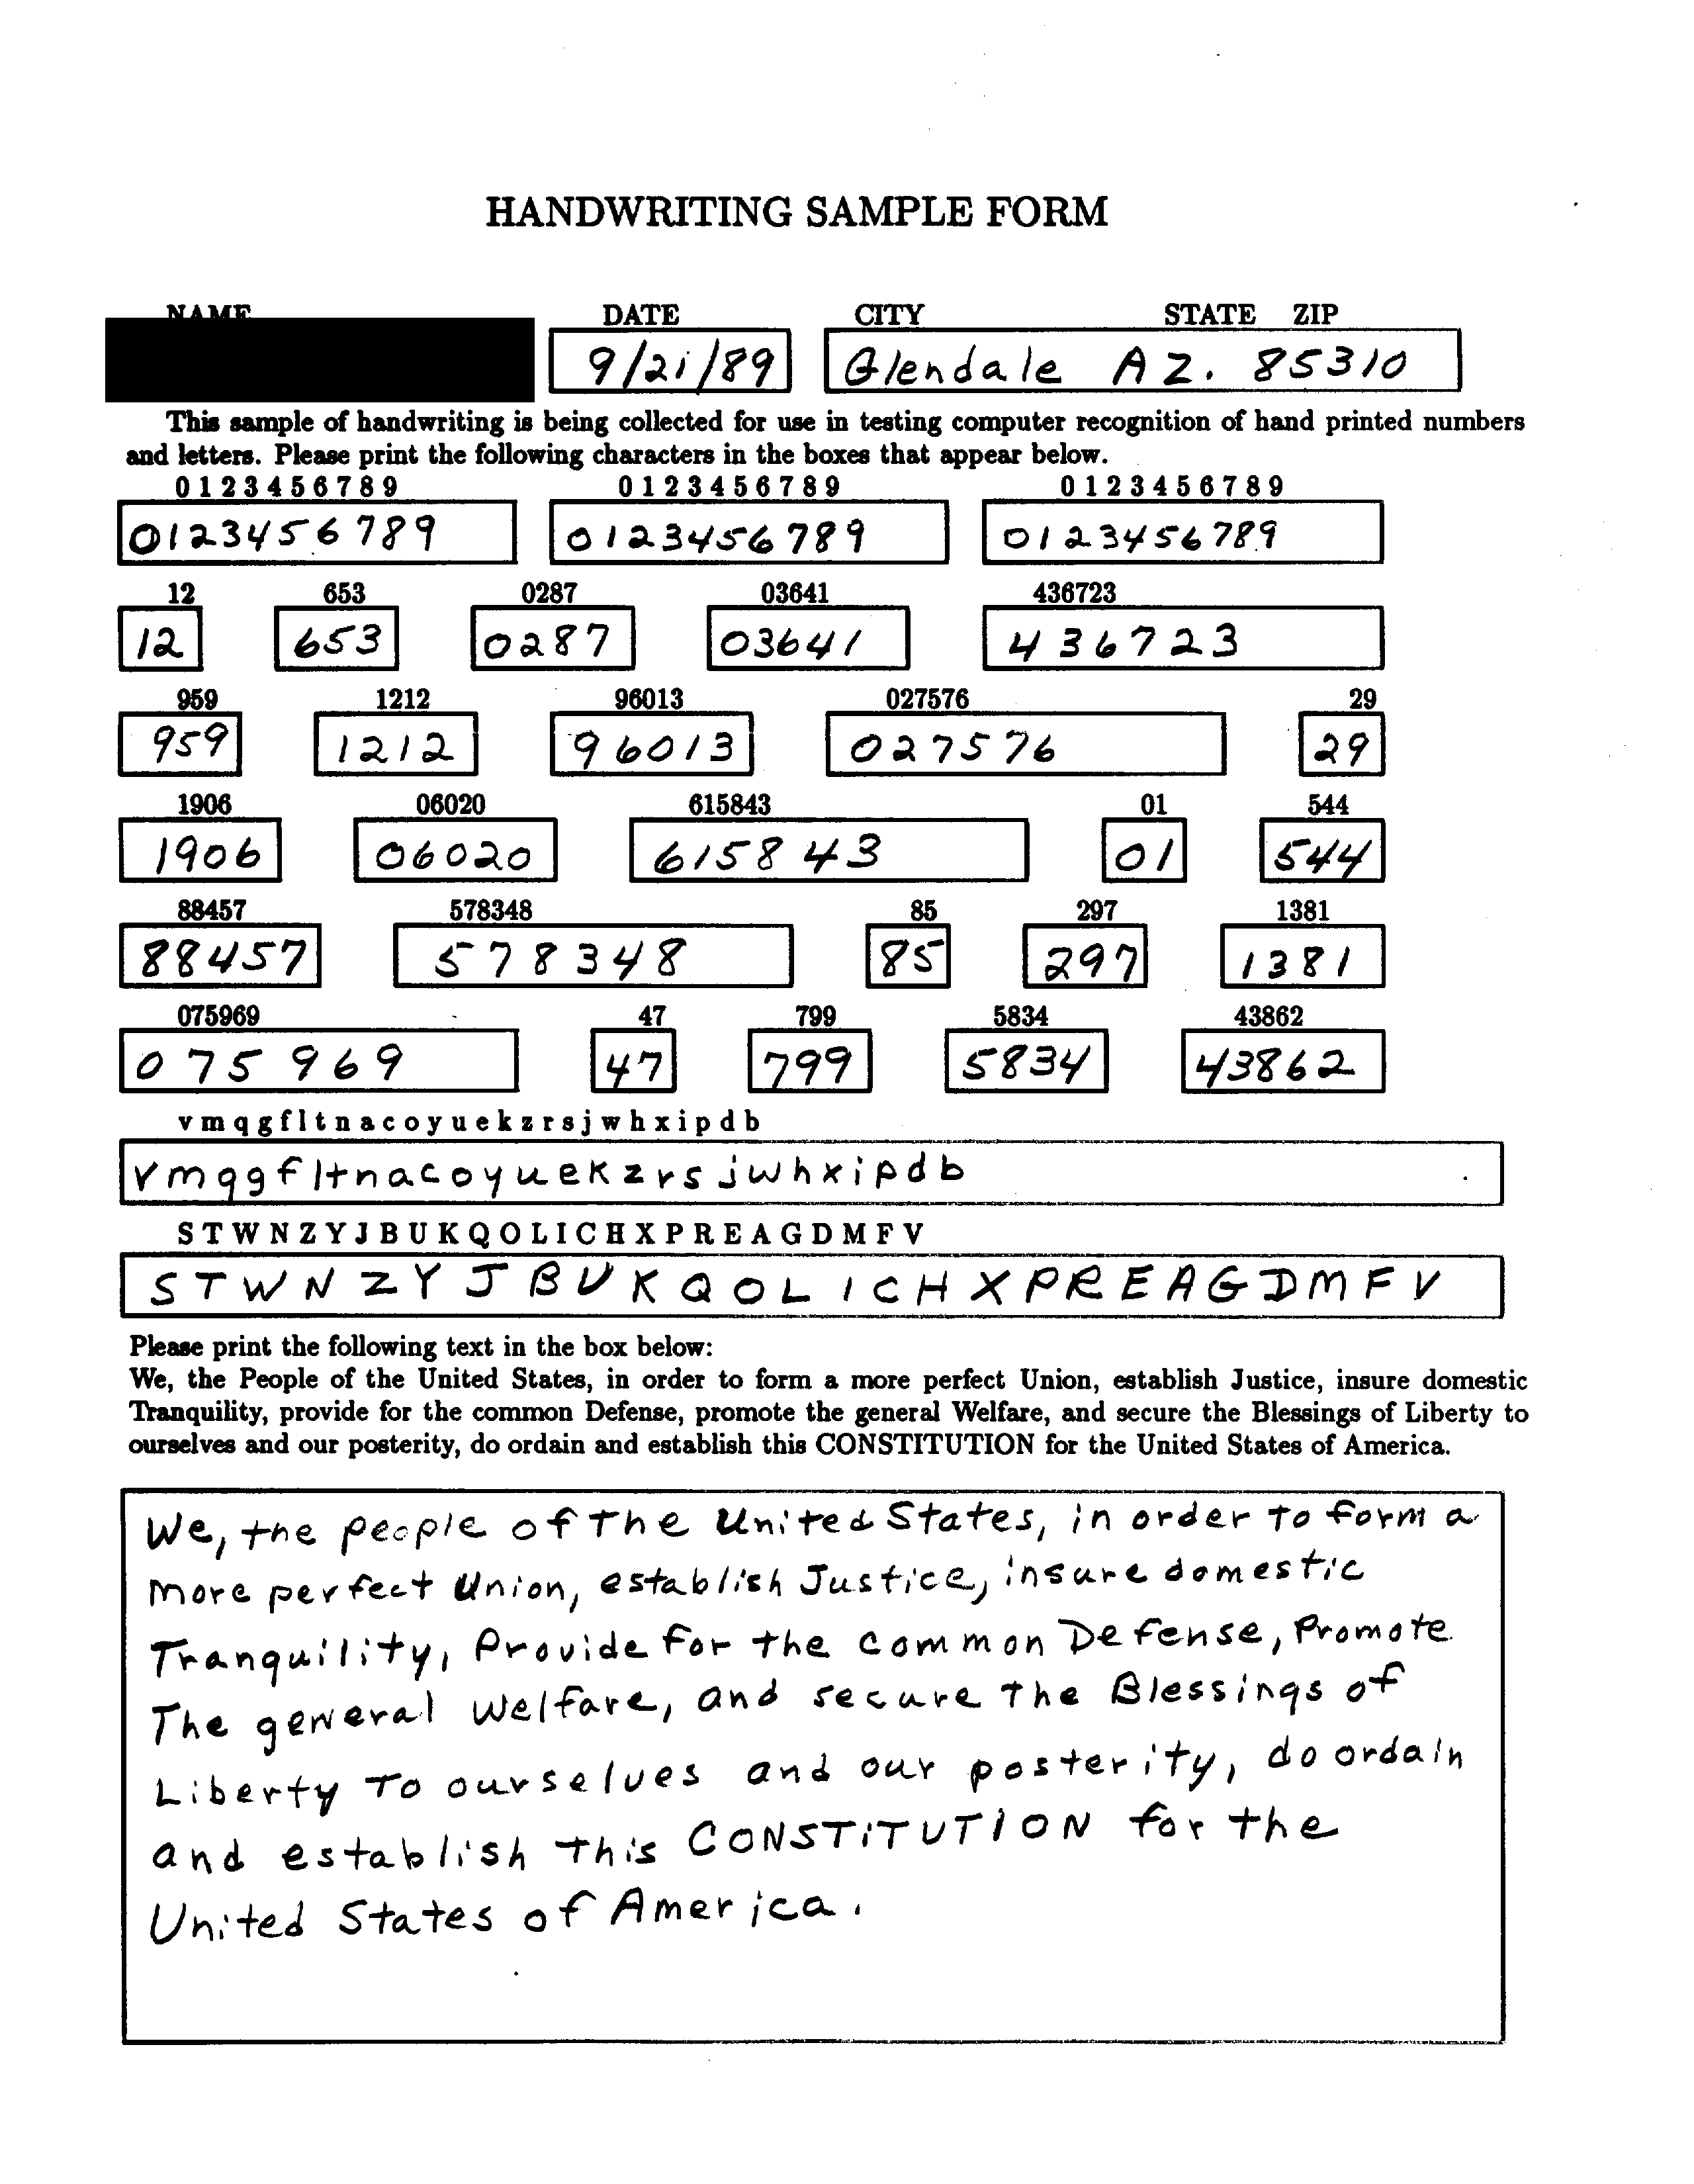 HANDWRITING SAMPLE FORM
NAME DATE CITY STATE ZIP
9/21/89 Glendale AZ. 85310
This sample of handwriting is being collected for use in testing computer recognition of hand printed numbers
and letters. Please print the following characters in the boxes that appear below.
0 1 2 3 4 5 6 7 8 9 0 1 2 3 4 5 6 7 8 9 0 1 2 3 4 5 6 7 8 9
0123456789 0123456789 0123456789
12 653 0287 03641 436723
12 653 0287 03641 436723
959 1212 96013 027576 29
959 1212 96013 027576 29
1906 06020 615843 01 544
1906 06020 615843 01 544
88457 578348 85 297 1381
88457 578348 85 297 1381
075969 47 799 5834 43862
075969 47 799 5834 43862
v m q g f l t n a c o y u e k z r s j w h x i p d b
v m q g f l t n a c o y u e k z r s j w h x i p d b
S T W N Z Y J B U K Q O L I C H X P R E A G D M F V
S T W N Z Y J B U K Q O L I C H X P R E A G D M F V
Please print the following text in the box below:
We, the People of the United States, in order to form a more perfect Union, establish Justice, insure domestic
Tranquility, provide for the common Defense, promote the general Welfare, and secure the Blessings of Liberty to
ourselves and our posterity, do ordain and establish this CONSTITUTION for the United States of America.
We, the people of The United States, in order To form a
more perfect Union, establish Justice, insure domestic
Tranquility, Provide for the common Defense, Promote
The general Welfare, and secure The Blessings of
Liberty To ourselves and our posterity, do ordain
and establish this CONSTiTUTION for the
United States of America.